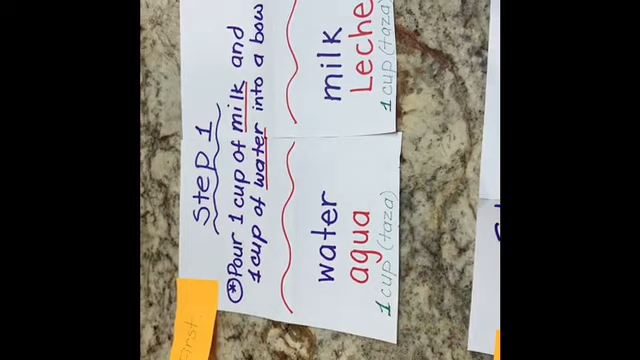 First.
Step 1
*Pour 1 cup of milk and
1 cup of water into a bow
water
agua
1 cup (taza)
milk
Leche
1 cup (taza)